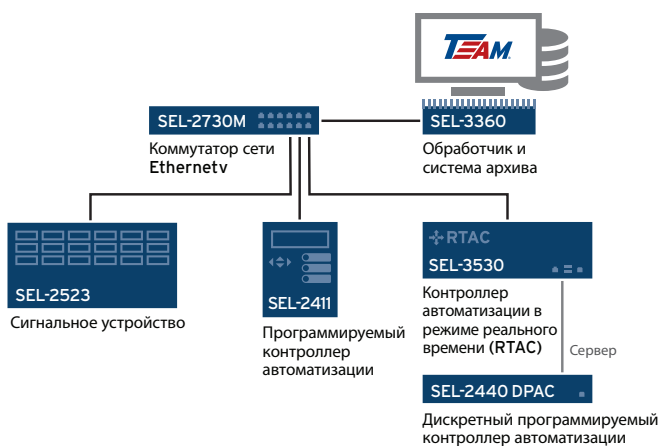 TEAM
SEL-2730M
SEL-3360
Коммутатор сети
Ethernetv
Обработчик и
система архива
SEL-2523
Сигнальное устройство
SEL-2411
Программируемый
контроллер
автоматизации
RTAC
SEL-3530
Контроллер
автоматизации в
режиме реального
времени (RTAC)
Сервер
SEL-2440 DPAC
Дискретный программируемый
контроллер автоматизации